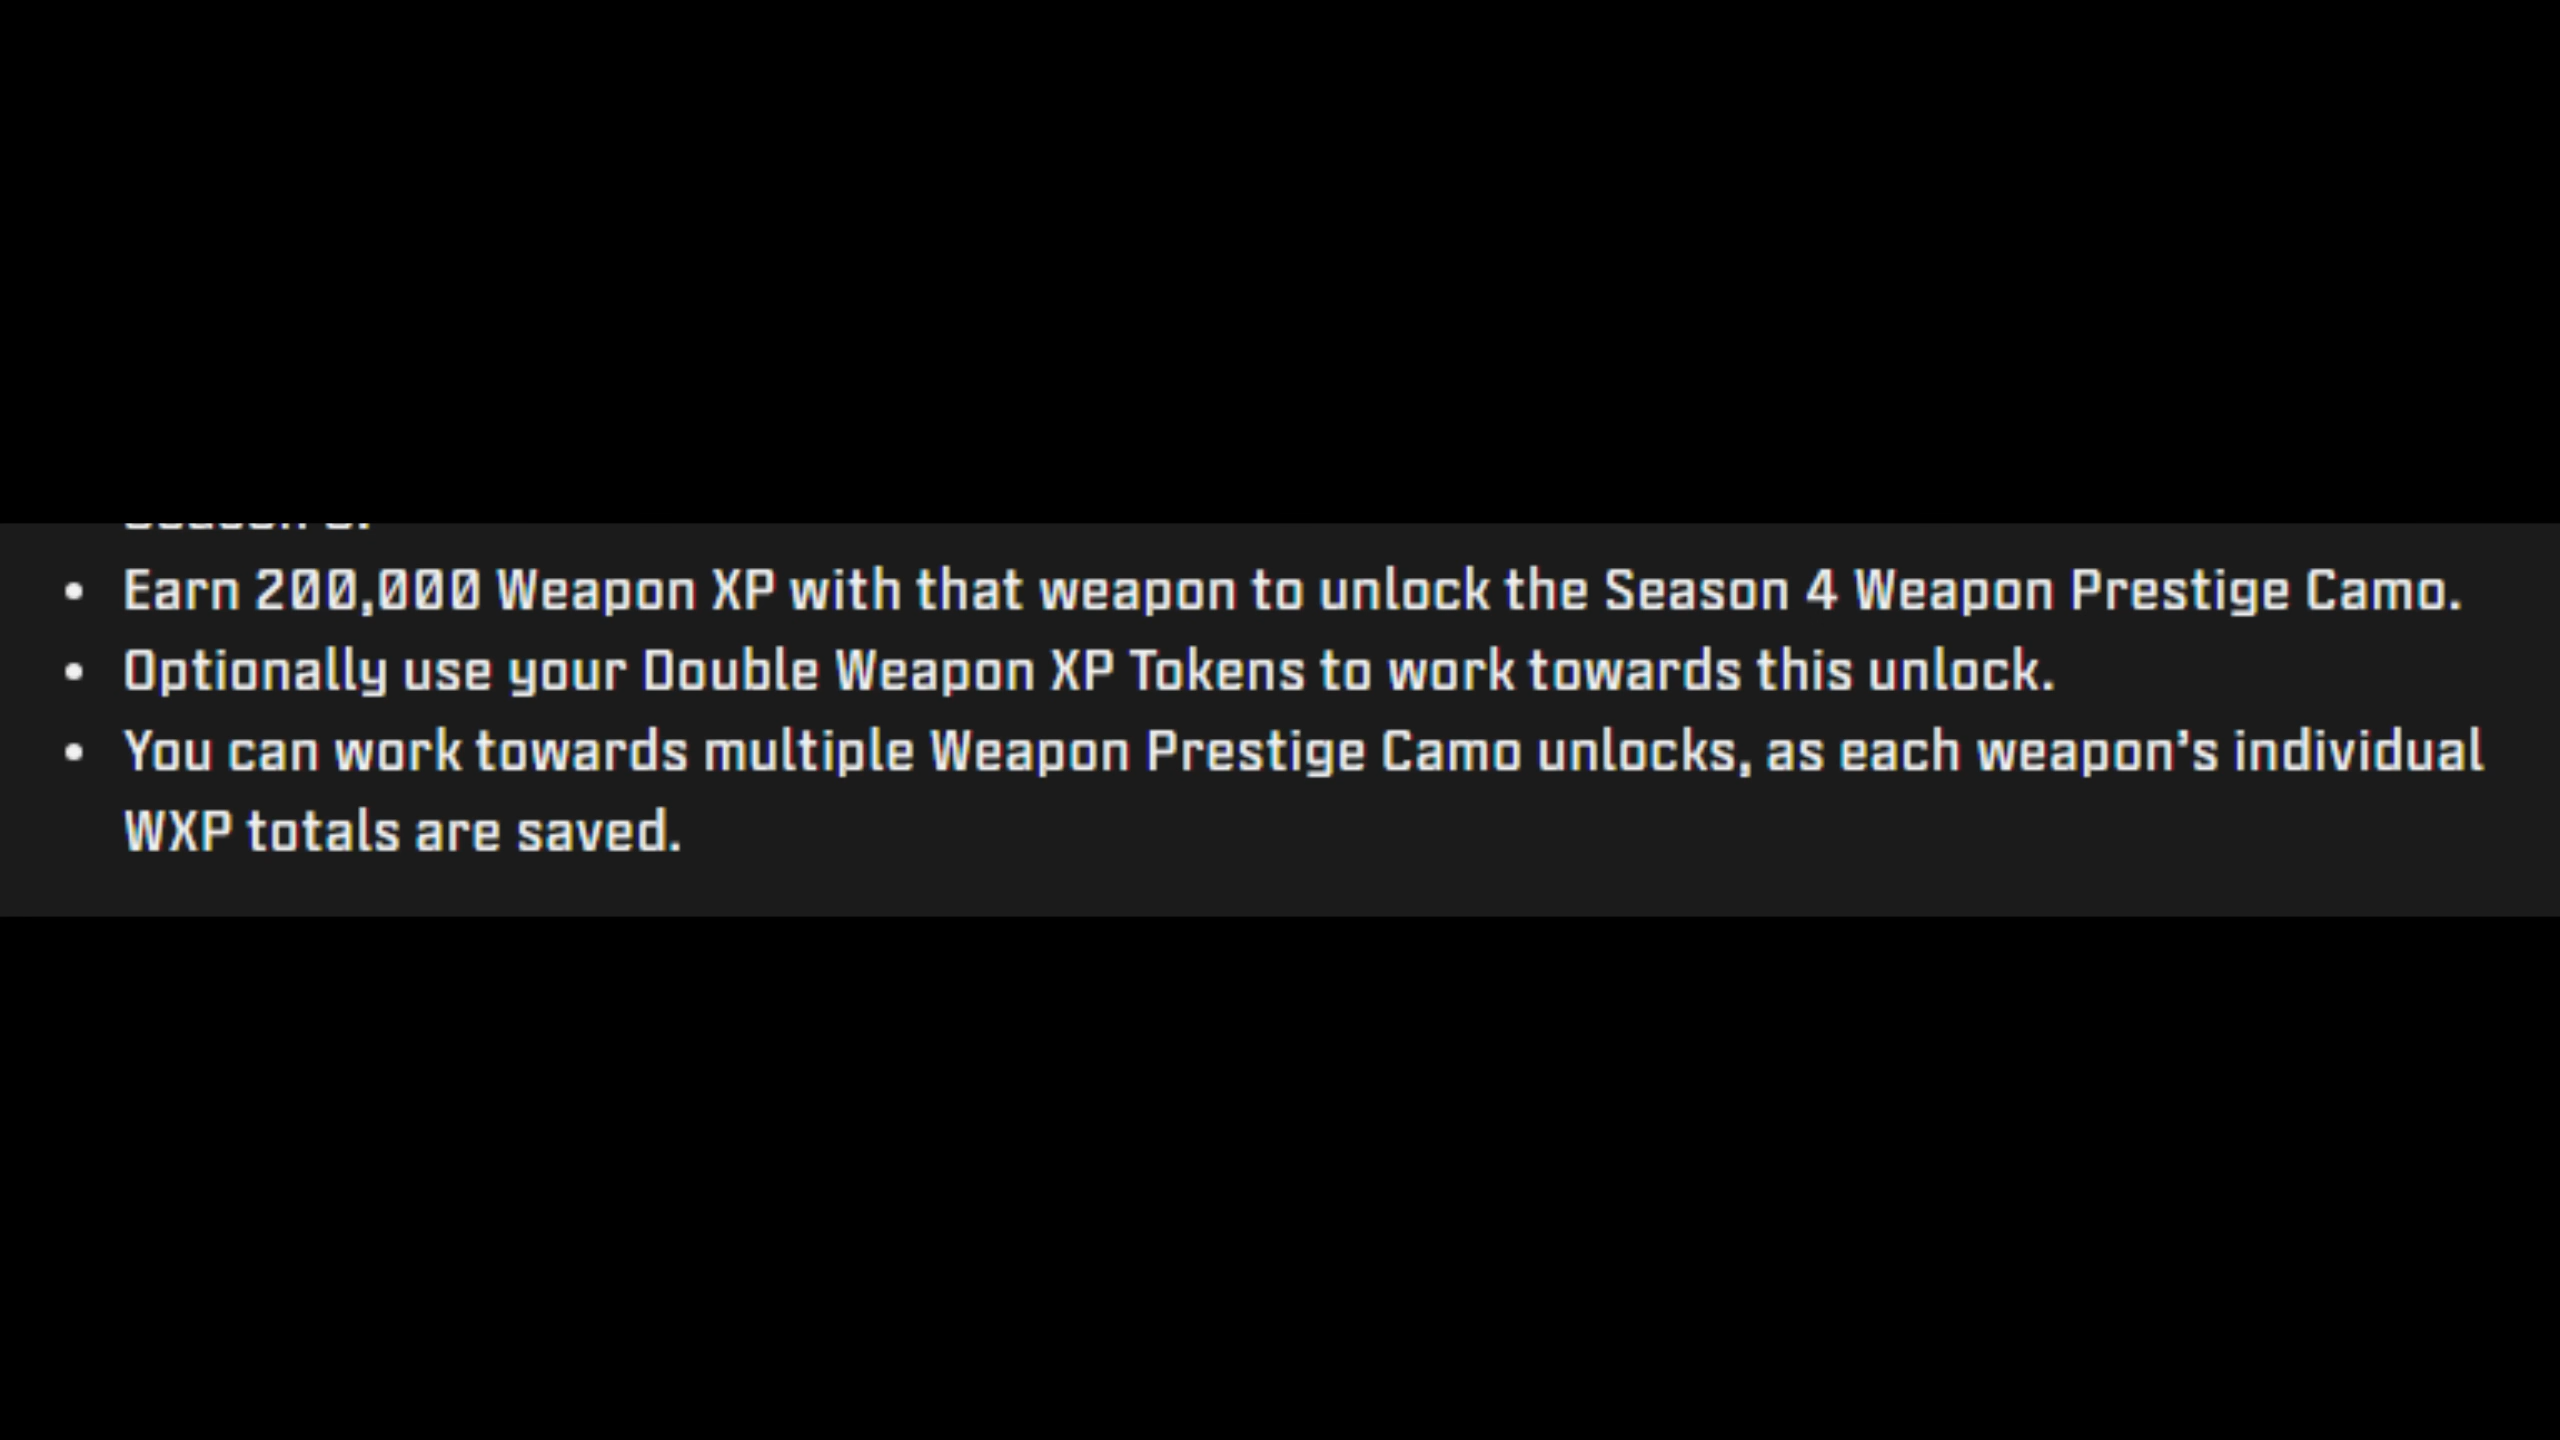 • Earn 200,000 Weapon XP with that weapon to unlock the Season 4 Weapon Prestige Camo.
• Optionally use your Double Weapon XP Tokens to work towards this unlock.
• You can work towards multiple Weapon Prestige Camo unlocks, as each weapon’s individual
WXP totals are saved.